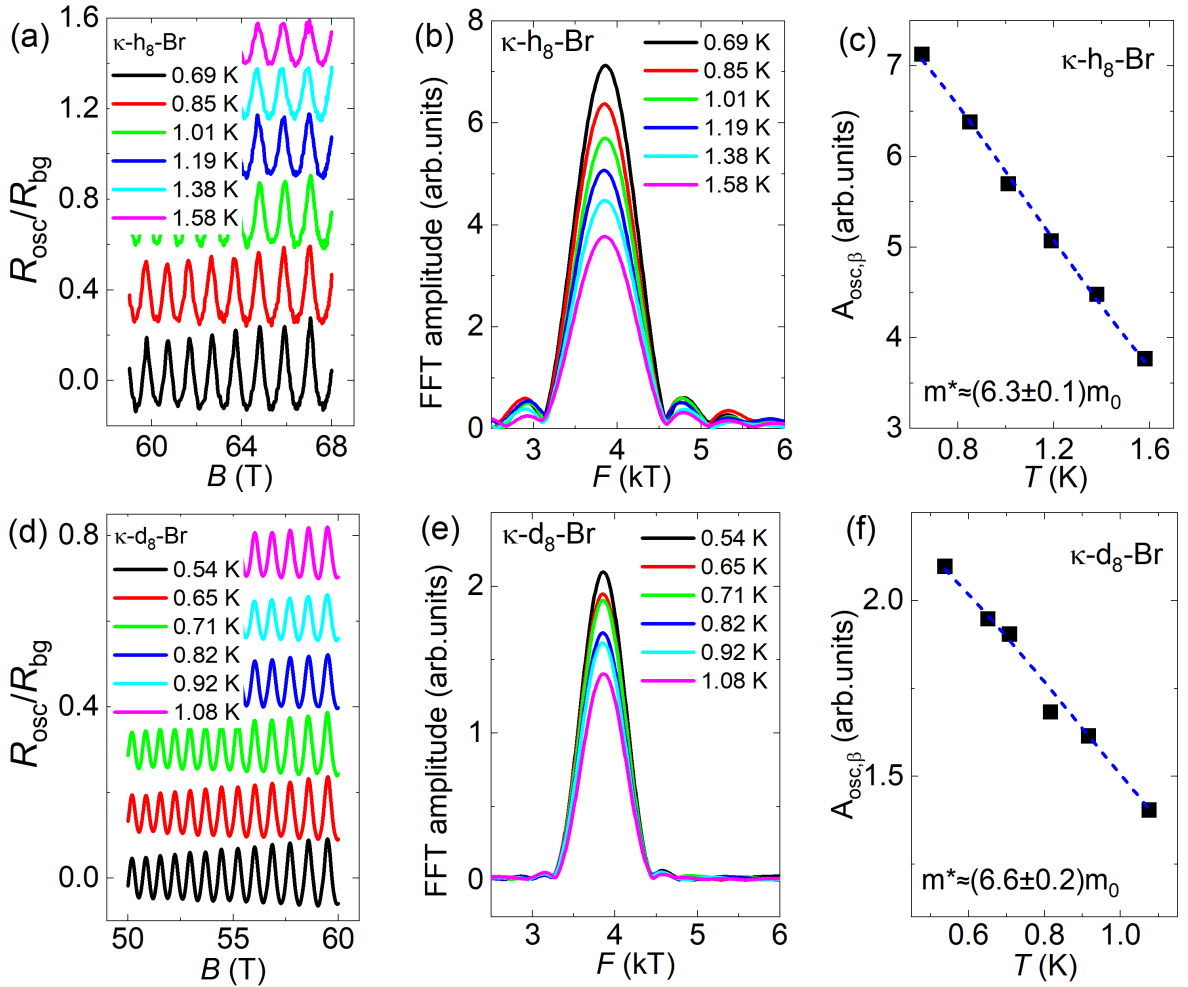 (a)
κ-h8-Br
0.69 K
0.85 K
1.01 K
1.19 K
1.38 K
1.58 K
1.6
1.2
0.8
0.4
0.0
Rosc/Rbg
60
64
68
B (T)
(b)
κ-h8-Br
0.69 K
0.85 K
1.01 K
1.19 K
1.38 K
1.58 K
8
6
4
2
0
FFT amplitude (arb.units)
3
4
5
6
F (kT)
(c)
κ-h8-Br
7
6
5
4
3
Aosc,β (arb.units)
m*≈(6.3±0.1)m0
0.8
1.2
1.6
T (K)
(d)
κ-d8-Br
0.54 K
0.65 K
0.71 K
0.82 K
0.92 K
1.08 K
0.8
0.4
0.0
Rosc/Rbg
50
55
60
B (T)
(e)
κ-d8-Br
0.54 K
0.65 K
0.71 K
0.82 K
0.92 K
1.08 K
2
1
0
FFT amplitude (arb.units)
3
4
5
6
F (kT)
(f)
κ-d8-Br
2.0
1.5
Aosc,β (arb.units)
m*≈(6.6±0.2)m0
0.6
0.8
1.0
T (K)